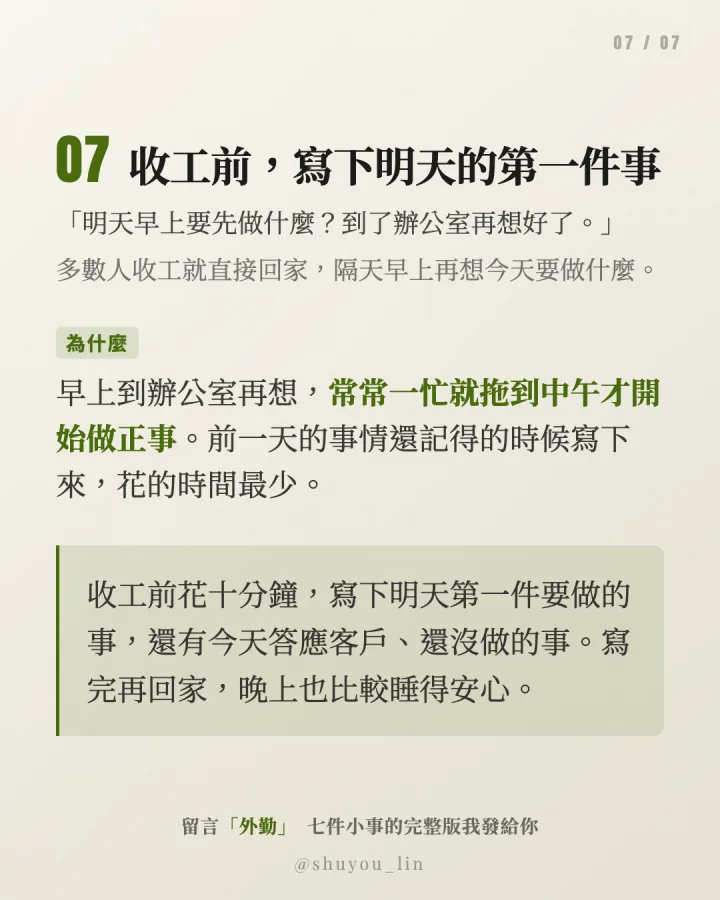 07 / 07
07 收工前，寫下明天的第一件事
「明天早上要先做什麼？到了辦公室再想好了。」
多數人收工就直接回家，隔天早上再想今天要做什麼。
為什麼
早上到辦公室再想，常常一忙就拖到中午才開
始做正事。前一天的事情還記得的時候寫下
來，花的時間最少。
收工前花十分鐘，寫下明天第一件要做的
事，還有今天答應客戶、還沒做的事。寫
完再回家，晚上也比較睡得安心。
留言「外勤」 七件小事的完整版我發給你
@shuyou_lin